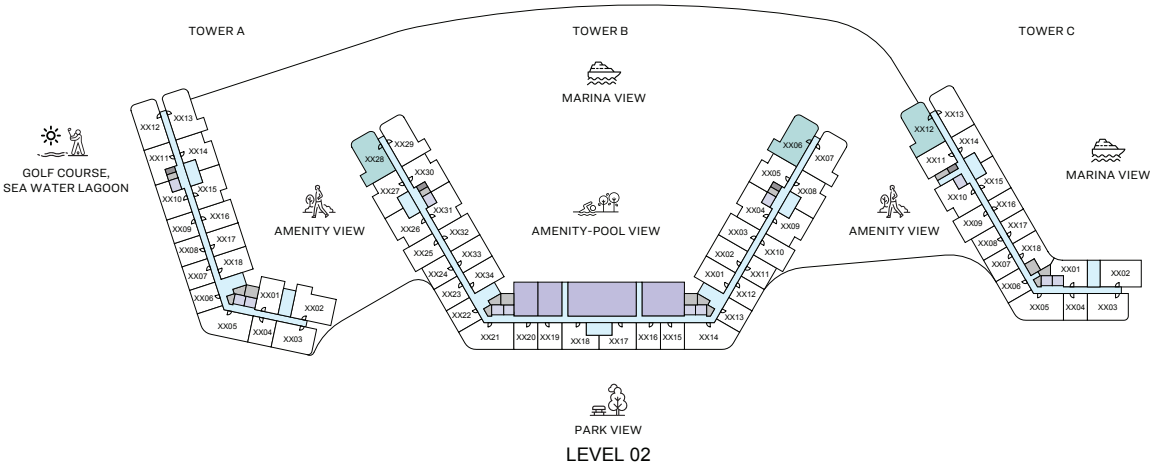 TOWER A
TOWER B
TOWER C
MARINA VIEW
GOLF COURSE,
SEA WATER LAGOON
AMENITY VIEW
AMENITY-POOL VIEW
AMENITY VIEW
MARINA VIEW
XX12
XX13
XX11
XX14
XX10
XX15
XX09
XX16
XX08
XX17
XX07
XX18
XX06
XX01
XX02
XX05
XX04
XX03
XX28
XX29
XX27
XX30
XX26
XX31
XX25
XX32
XX24
XX33
XX23
XX34
XX22
XX21
XX20
XX19
XX18
XX17
XX16
XX15
XX14
XX06
XX07
XX05
XX08
XX04
XX09
XX03
XX10
XX02
XX11
XX01
XX12
XX13
XX12
XX13
XX11
XX14
XX10
XX15
XX09
XX16
XX08
XX17
XX07
XX18
XX06
XX01
XX02
XX05
XX04
XX03
PARK VIEW
LEVEL 02